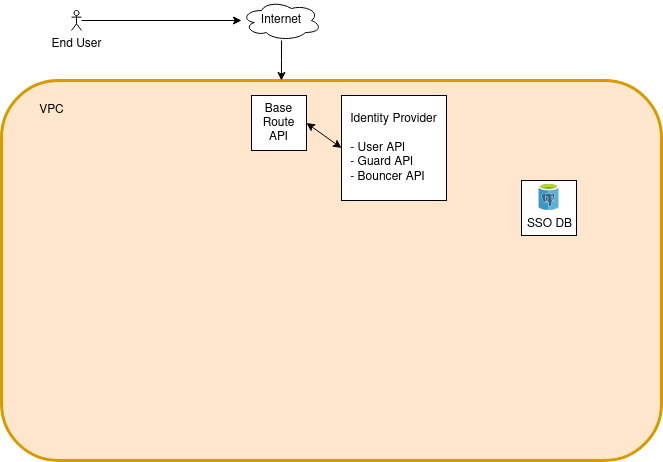 Internet
End User
VPC
Base
Route
API
Identity Provider
- User API
- Guard API
- Bouncer API
SSO DB